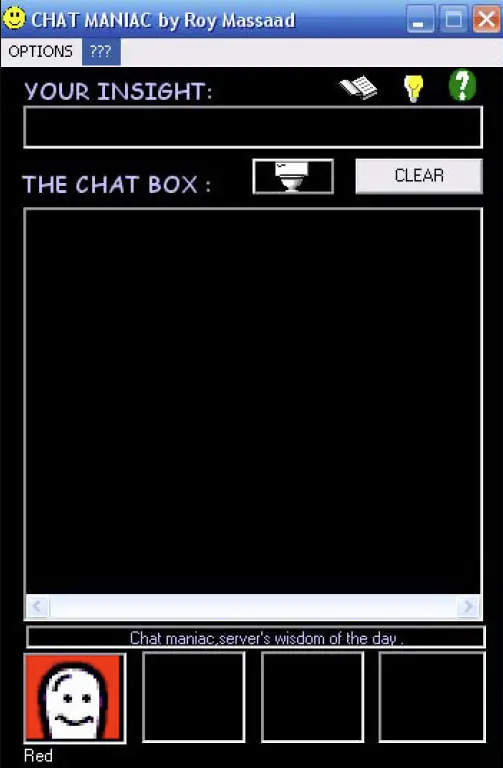 CHAT MANIAC by Roy Massaad
OPTIONS ???
YOUR INSIGHT:
THE CHAT BOX :
CLEAR
Chat maniac,server's wisdom of the day .
Red